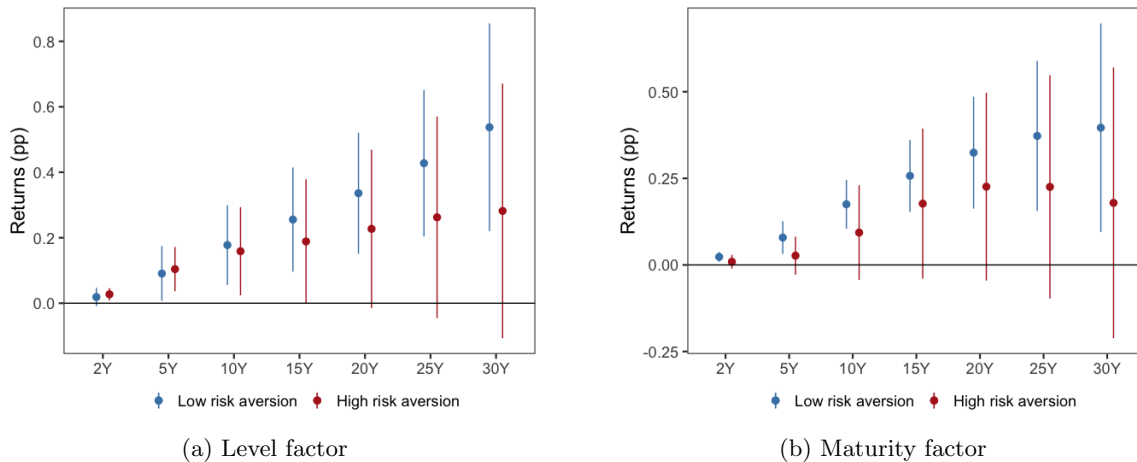 Returns (pp)
0.8
0.6
0.4
0.2
0.0
2Y 5Y 10Y 15Y 20Y 25Y 30Y
Low risk aversion High risk aversion
(a) Level factor
Returns (pp)
0.50
0.25
0.00
-0.25
2Y 5Y 10Y 15Y 20Y 25Y 30Y
Low risk aversion High risk aversion
(b) Maturity factor